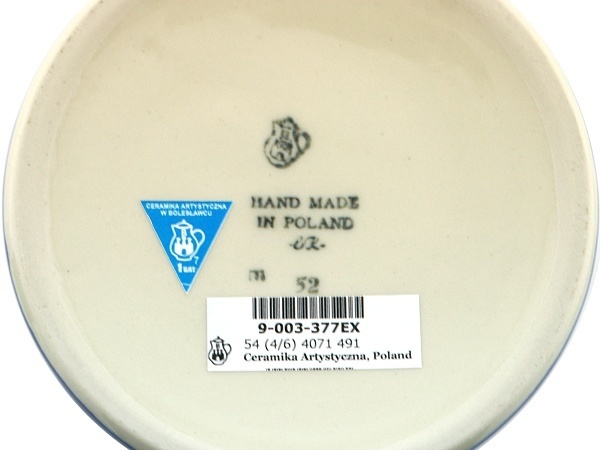 HAND MADE
IN POLAND
CERAMIKA ARTYSTYCZNA
W BOLESŁAWCU
52
9-003-377EX
54 (4/6) 4071 491
Ceramika Artystyczna, Poland